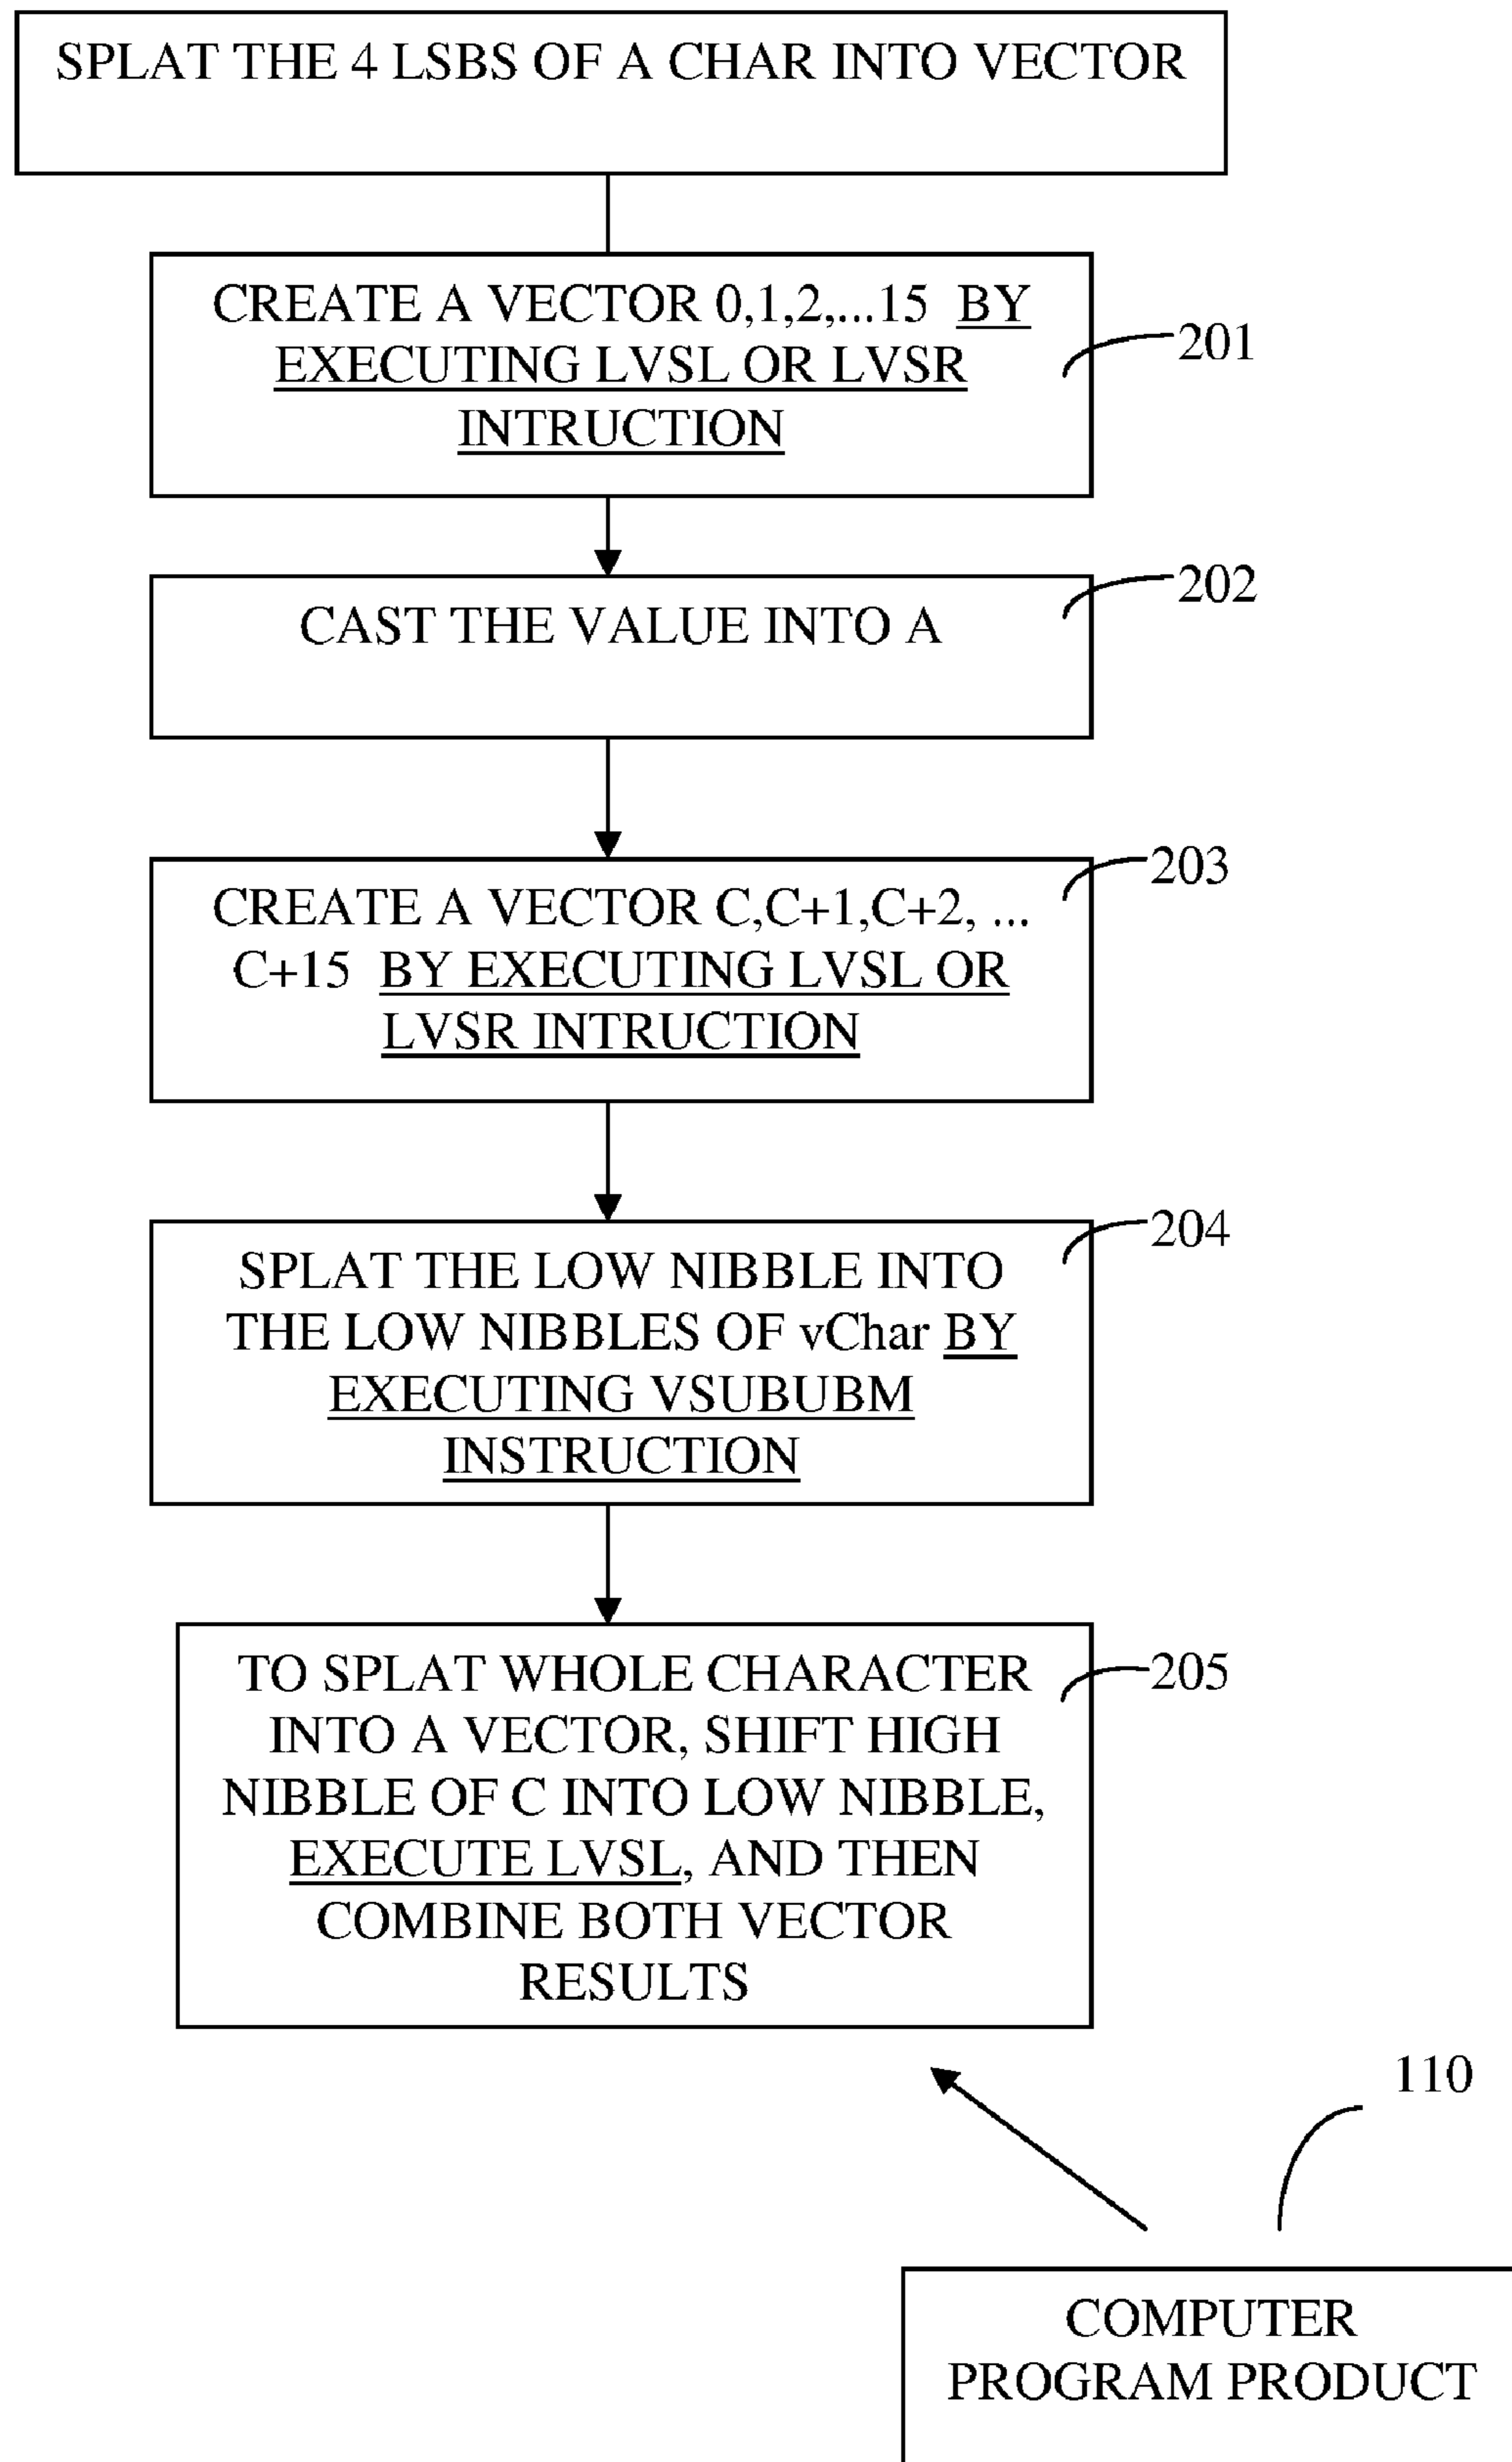 SPLAT THE 4 LSBS OF A CHAR INTO VECTOR
CREATE A VECTOR 0,1,2,...15 BY
EXECUTING LVSL OR LVSR
INTRUCTION
201
CAST THE VALUE INTO A
202
CREATE A VECTOR C,C+1,C+2, ...
C+15 BY EXECUTING LVSL OR
LVSR INTRUCTION
203
SPLAT THE LOW NIBBLE INTO
THE LOW NIBBLES OF vChar BY
EXECUTING VSUBUBM
INSTRUCTION
204
TO SPLAT WHOLE CHARACTER
INTO A VECTOR, SHIFT HIGH
NIBBLE OF C INTO LOW NIBBLE,
EXECUTE LVSL, AND THEN
COMBINE BOTH VECTOR
RESULTS
205
110
COMPUTER
PROGRAM PRODUCT